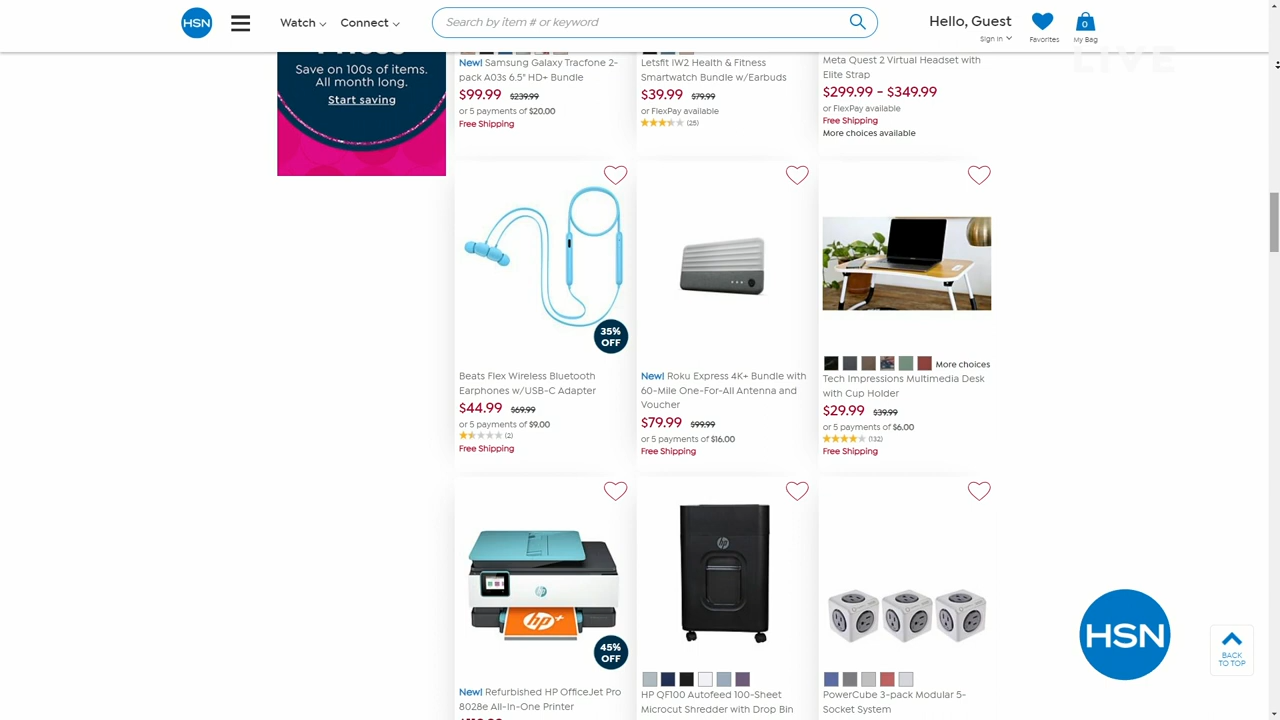 HSN
Watch
Connect
Search by item # or keyword
Hello, Guest
Sign In
Favorites
0
My Bag
LIVE
Save on 100s of items.
All month long.
Start saving
New! Samsung Galaxy Tracfone 2-
pack A03s 6.5" HD+ Bundle
$99.99 $239.99
or 5 payments of $20.00
Free Shipping
Letsfit IW2 Health & Fitness
Smartwatch Bundle w/Earbuds
$39.99 $79.99
or FlexPay available
(25)
Meta Quest 2 Virtual Headset with
Elite Strap
$299.99 - $349.99
or FlexPay available
Free Shipping
More choices available
35%
OFF
Beats Flex Wireless Bluetooth
Earphones w/USB-C Adapter
$44.99 $69.99
or 5 payments of $9.00
(2)
Free Shipping
New! Roku Express 4K+ Bundle with
60-Mile One-For-All Antenna and
Voucher
$79.99 $99.99
or 5 payments of $16.00
Free Shipping
More choices
Tech Impressions Multimedia Desk
with Cup Holder
$29.99 $39.99
or 5 payments of $6.00
(132)
Free Shipping
hp
hp+
45%
OFF
New! Refurbished HP OfficeJet Pro
8028e All-in-One Printer
hp
HP QF100 Autofeed 100-Sheet
Microcut Shredder with Drop Bin
PowerCube 3-pack Modular 5-
Socket System
HSN
BACK
TO TOP